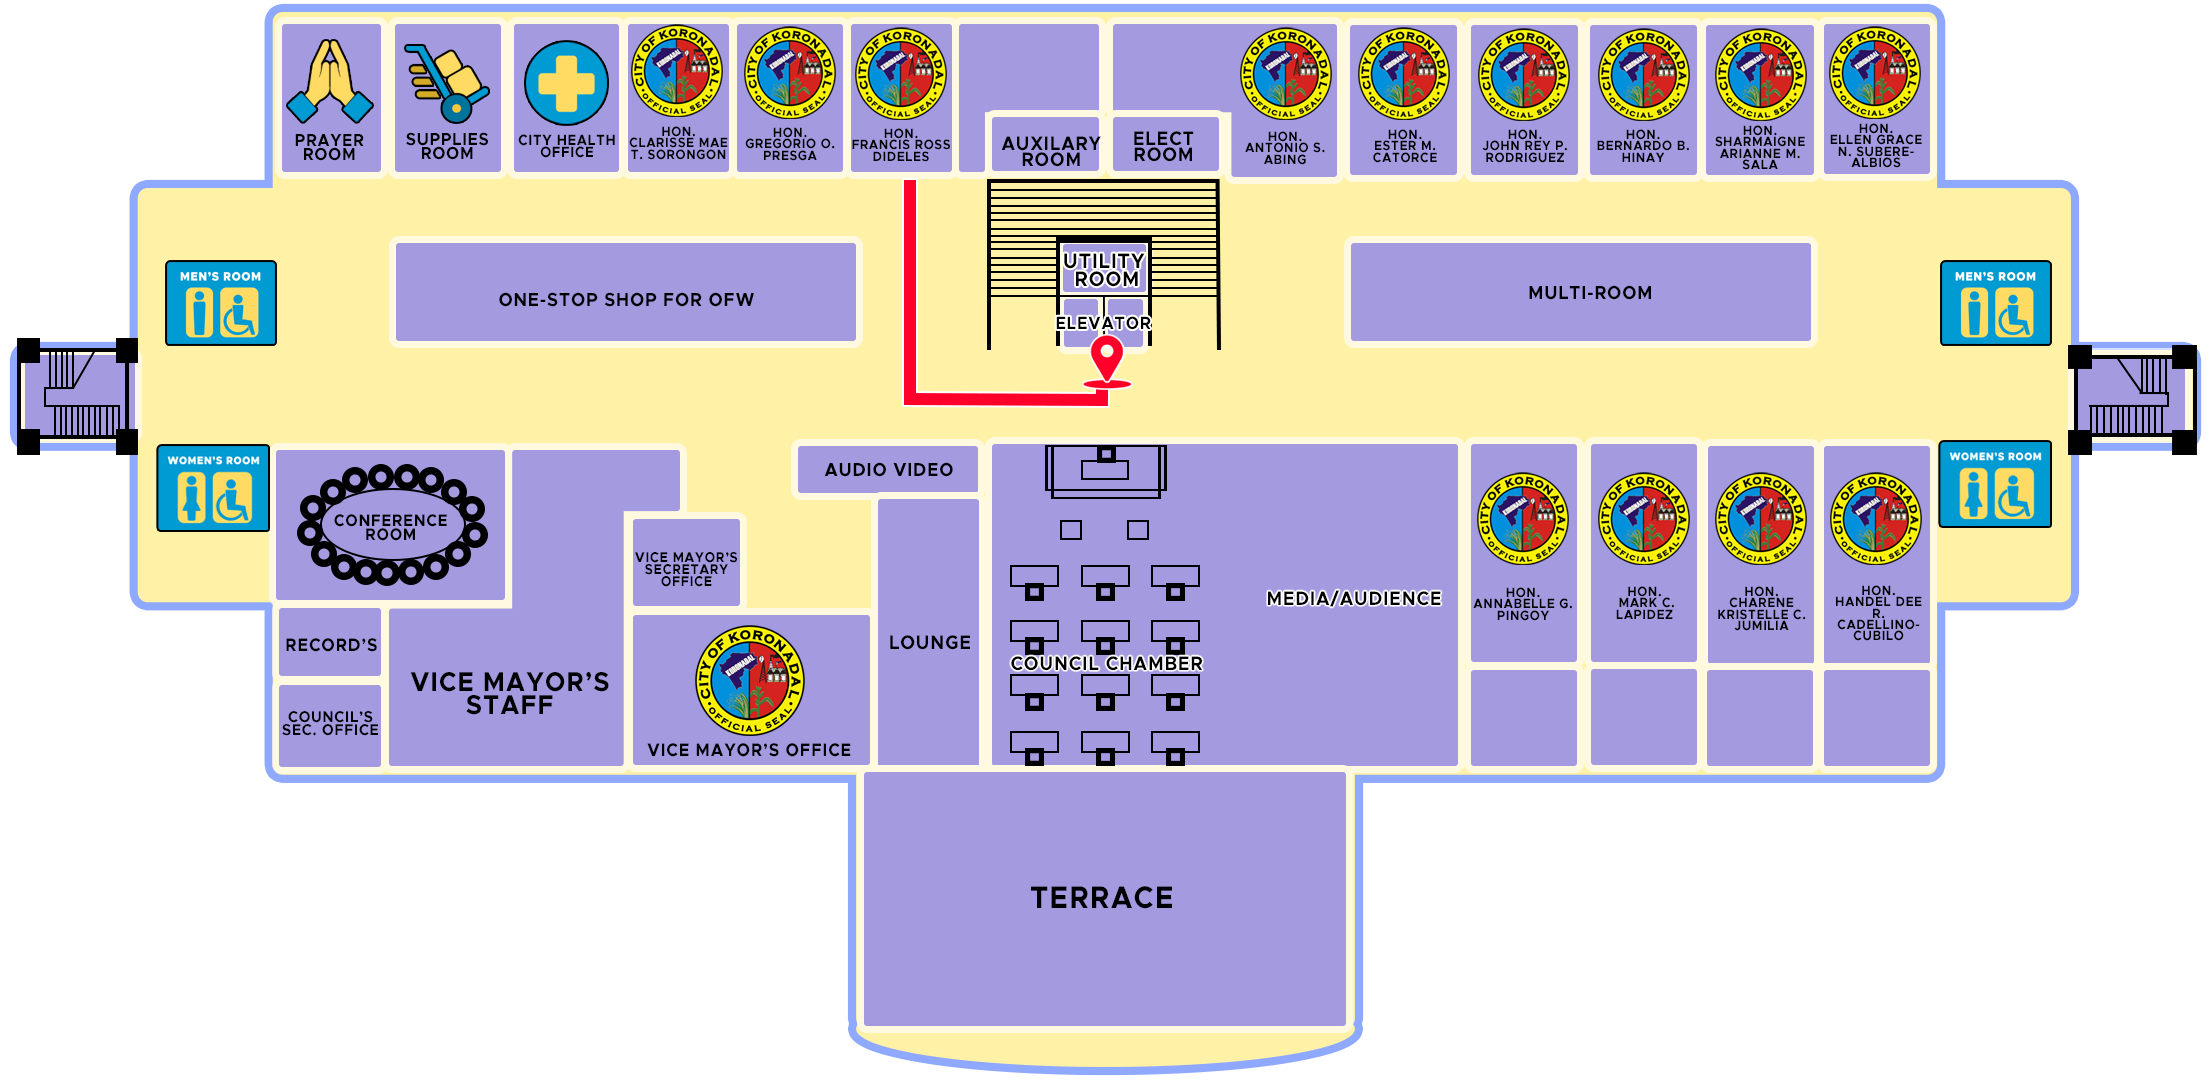 PRAYER
ROOM
SUPPLIES
ROOM
CITY HEALTH
OFFICE
CITY OF KORONADAL
OFFICIAL SEAL
HON.
CLARISSE MAE
T. SORONGON
CITY OF KORONADAL
OFFICIAL SEAL
HON.
GREGORIO O.
PRESGA
CITY OF KORONADAL
OFFICIAL SEAL
HON.
FRANCIS ROSS
DIDELES
AUXILARY
ROOM
ELECT
ROOM
CITY OF KORONADAL
OFFICIAL SEAL
HON.
ANTONIO S.
ABING
CITY OF KORONADAL
OFFICIAL SEAL
HON.
ESTER M.
CATORCE
CITY OF KORONADAL
OFFICIAL SEAL
HON.
JOHN REY P.
RODRIGUEZ
CITY OF KORONADAL
OFFICIAL SEAL
HON.
BERNARDO B.
HINAY
CITY OF KORONADAL
OFFICIAL SEAL
HON.
SHARMAIGNE
ARIANNE M.
SALA
CITY OF KORONADAL
OFFICIAL SEAL
HON.
ELLEN GRACE
N. SUBERE-
ALBIOS
MEN'S ROOM
ONE-STOP SHOP FOR OFW
UTILITY
ROOM
ELEVATOR
MULTI-ROOM
MEN'S ROOM
WOMEN'S ROOM
CONFERENCE
ROOM
AUDIO VIDEO
VICE MAYOR'S
SECRETARY
OFFICE
LOUNGE
MEDIA/AUDIENCE
COUNCIL CHAMBER
CITY OF KORONADAL
OFFICIAL SEAL
HON.
ANNABELLE G.
PINGOY
CITY OF KORONADAL
OFFICIAL SEAL
HON.
MARK C.
LAPIDEZ
CITY OF KORONADAL
OFFICIAL SEAL
HON.
CHARENE
KRISTELLE C.
JUMILIA
CITY OF KORONADAL
OFFICIAL SEAL
HON.
HANDEL DEE
R.
CADELLINO-
CUBILO
WOMEN'S ROOM
RECORD'S
COUNCIL'S
SEC. OFFICE
VICE MAYOR'S
STAFF
CITY OF KORONADAL
KORONADAL
OFFICIAL SEAL
VICE MAYOR'S OFFICE
TERRACE